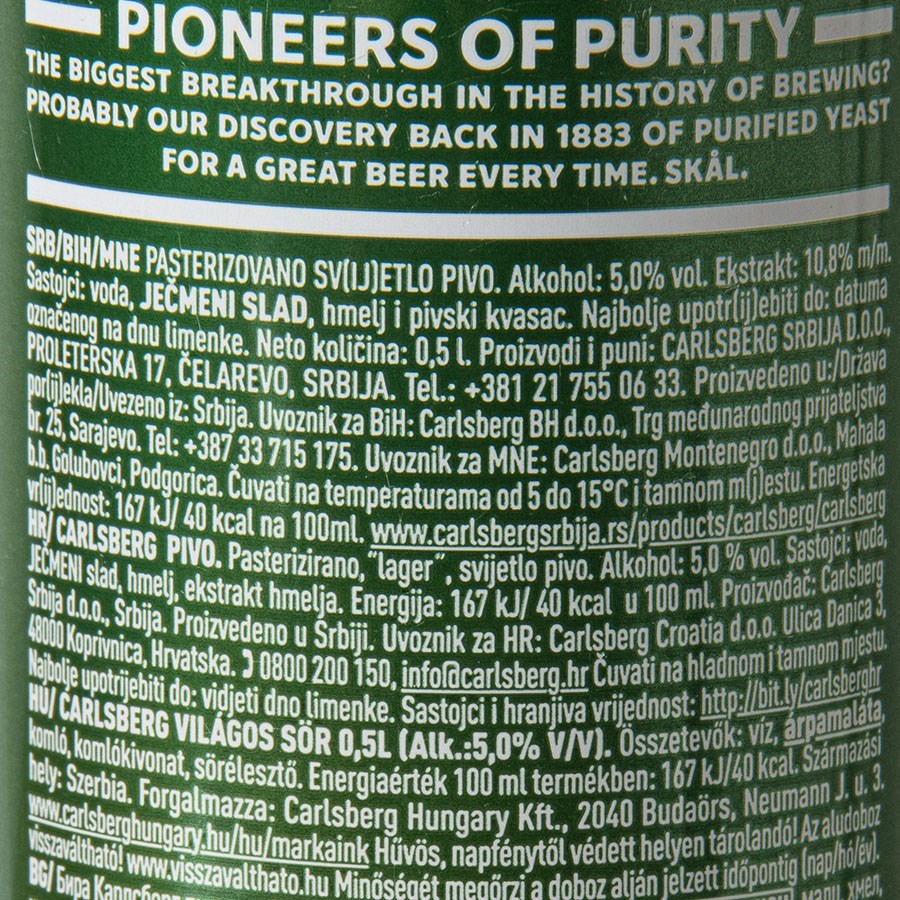 PIONEERS OF PURITY
THE BIGGEST BREAKTHROUGH IN THE HISTORY OF BREWING?
PROBABLY OUR DISCOVERY BACK IN 1883 OF PURIFIED YEAST
FOR A GREAT BEER EVERY TIME. SKÅL.
SRB/BIH/MNE PASTERIZOVANO SV(IJ)ETLO PIVO. Alkohol: 5,0% vol. Ekstrakt: 10,8% m/m.
Sastojci: voda, JEČMENI SLAD, hmelj i pivski kvasac. Najbolje upotr(ij)ebiti do: datuma
označenog na dnu limenke. Neto količina: 0,5 l. Proizvodi i puni: CARLSBERG SRBIJA D.O.O.,
PROLETERSKA 17, ČELAREVO, SRBIJA. Tel.: +381 21 755 06 33. Proizvedeno u:/Država
por(ij)ekla/Uvezeno iz: Srbija. Uvoznik za BiH: Carlsberg BH d.o.o., Trg međunarodnog prijateljstva
br. 25, Sarajevo. Tel: +387 33 715 175. Uvoznik za MNE: Carlsberg Montenegro d.o.o., Mahala
b.b. Golubovci, Podgorica. Čuvati na temperaturama od 5 do 15°C i tamnom m(j)estu. Energetska
vr(ij)ednost: 167 kJ/ 40 kcal na 100ml. www.carlsbergsrbija.rs/products/carlsberg/carlsberg
HR/ CARLSBERG PIVO. Pasterizirano, "lager", svijetlo pivo. Alkohol: 5,0 % vol. Sastojci: voda,
JEČMENI slad, hmelj, ekstrakt hmelja. Energija: 167 kJ/ 40 kcal u 100 ml. Proizvođač: Carlsberg
Srbija d.o.o., Srbija. Proizvedeno u Srbiji. Uvoznik za HR: Carlsberg Croatia d.o.o. Ulica Danica 3,
48000 Koprivnica, Hrvatska. 0800 200 150, info@carlsberg.hr Čuvati na hladnom i tamnom mjestu.
Najbolje upotrijebiti do: vidjeti dno limenke. Sastojci i hranjiva vrijednost: http://bit.ly/carlsberghr
HU/ CARLSBERG VILÁGOS SÖR 0,5L (Alk.:5,0% V/V). Összetevők: víz, árpamaláta,
komló, komlókivonat, sörélesztő. Energiaérték 100 ml termékben: 167 kJ/40 kcal. Származási
hely: Szerbia. Forgalmazza: Carlsberg Hungary Kft., 2040 Budaörs, Neumann J. u. 3.
www.carlsberghungary.hu/hu/markaink Hűvös, napfénytől védett helyen tárolandó! Az aludoboz
visszaváltható! www.visszavalthato.hu Minőségét megőrzi a doboz alján jelzett időpontig (nap/hó/év).
BG/ Бира Карлсберг